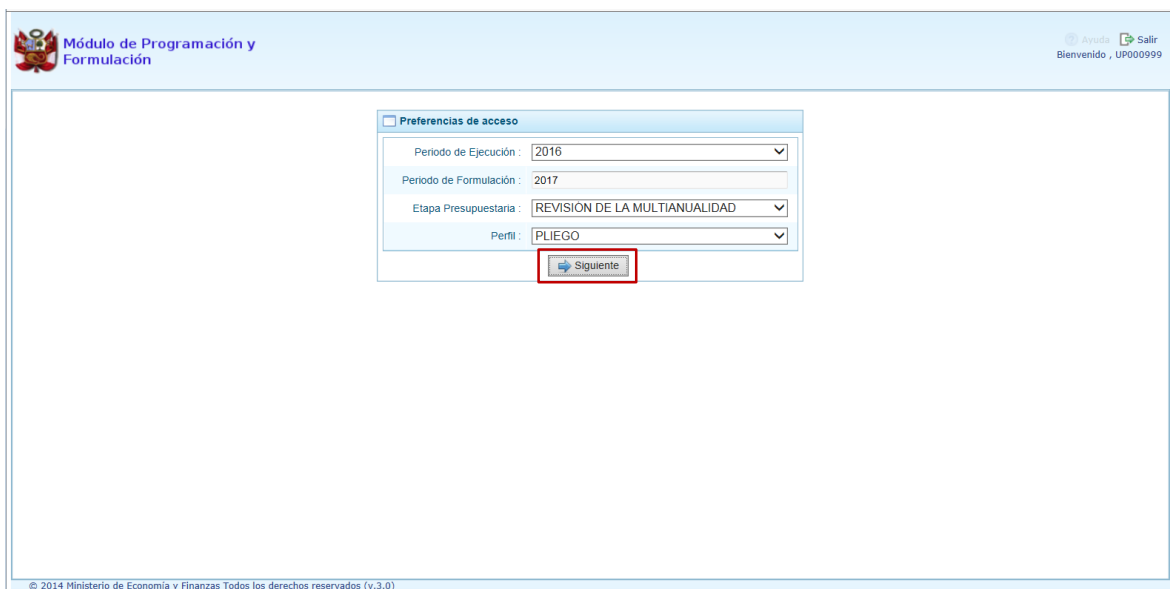 Módulo de Programación y
Formulación
Ayuda Salir
Bienvenido , UP000999
Preferencias de acceso
Periodo de Ejecución : 2016
Periodo de Formulación : 2017
Etapa Presupuestaria : REVISIÓN DE LA MULTIANUALIDAD
Perfil : PLIEGO
Siguiente
© 2014 Ministerio de Economía y Finanzas Todos los derechos reservados (v.3.0)